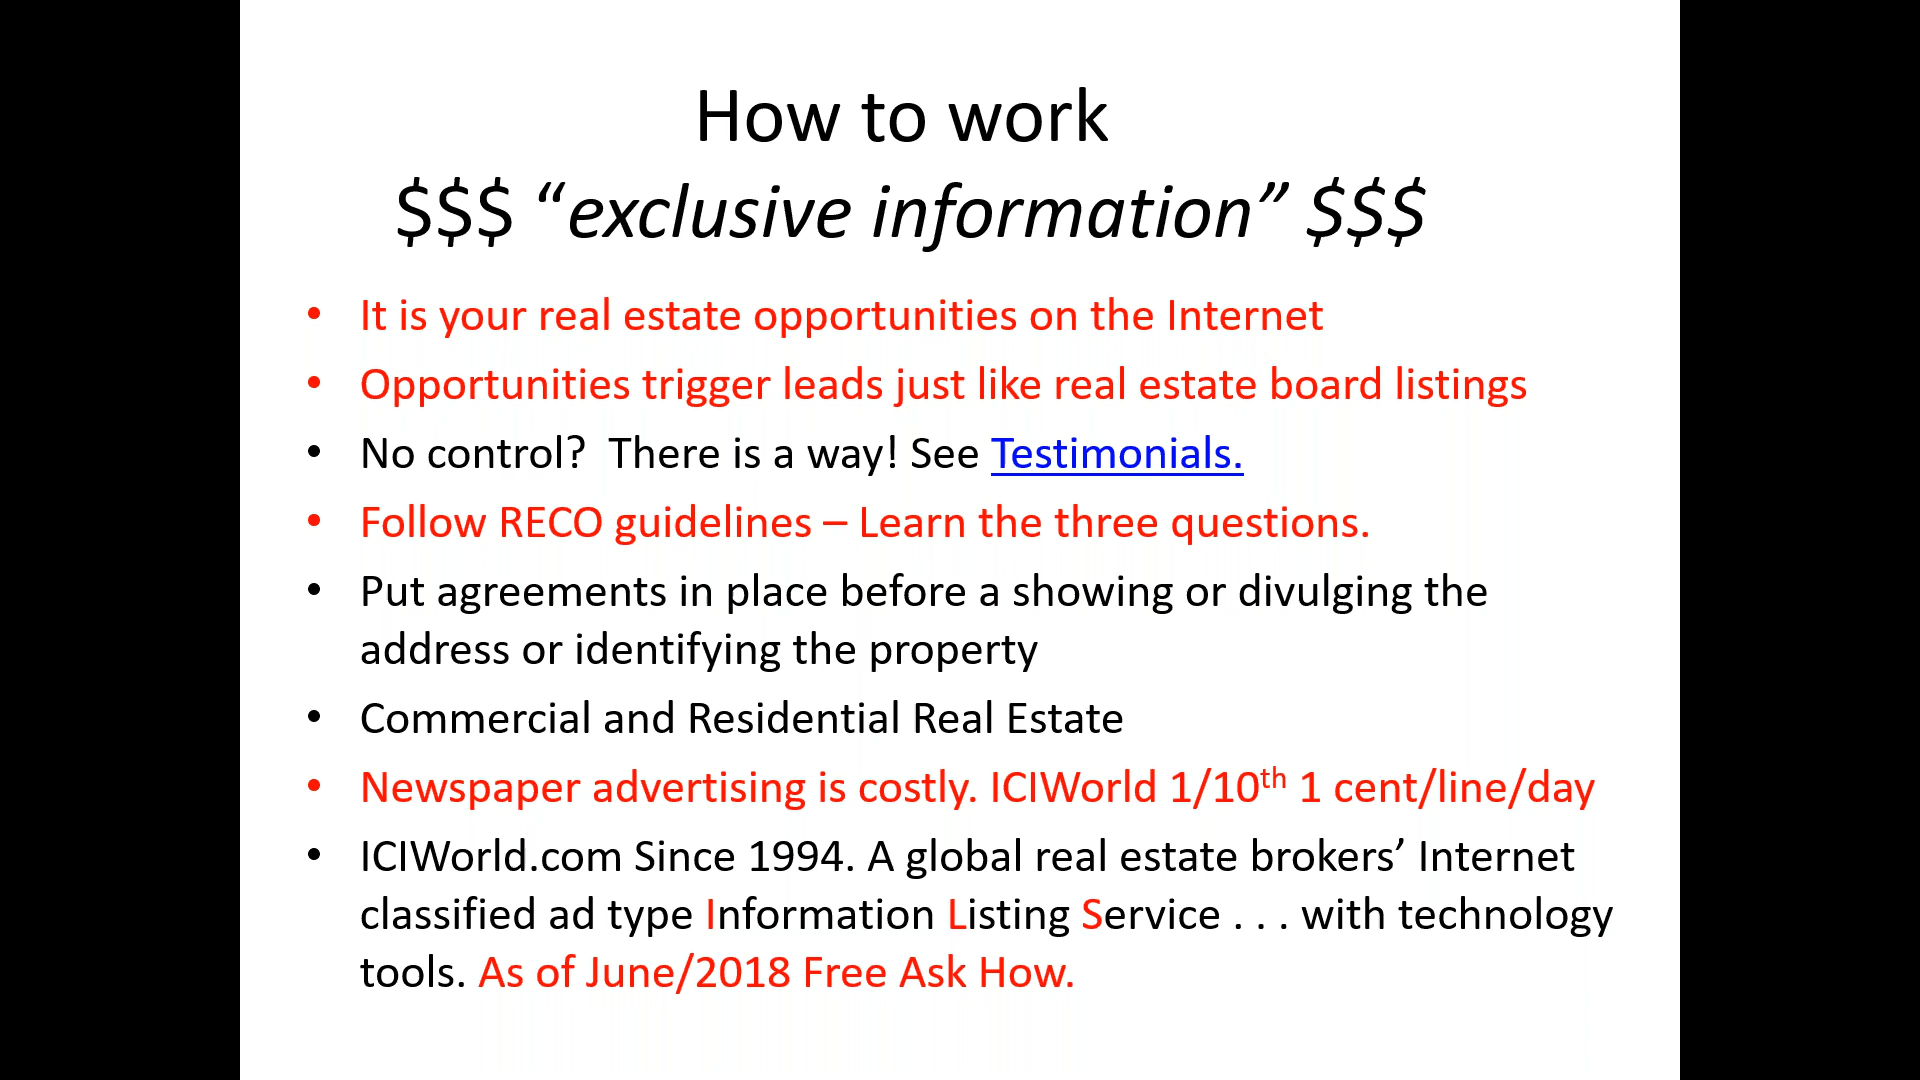 How to work
$$$ “exclusive information” $$$
• It is your real estate opportunities on the Internet
• Opportunities trigger leads just like real estate board listings
• No control?  There is a way! See Testimonials.
• Follow RECO guidelines – Learn the three questions.
• Put agreements in place before a showing or divulging the
address or identifying the property
• Commercial and Residential Real Estate
• Newspaper advertising is costly. ICIWorld 1/10th 1 cent/line/day
• ICIWorld.com Since 1994. A global real estate brokers’ Internet
classified ad type Information Listing Service . . . with technology
tools. As of June/2018 Free Ask How.